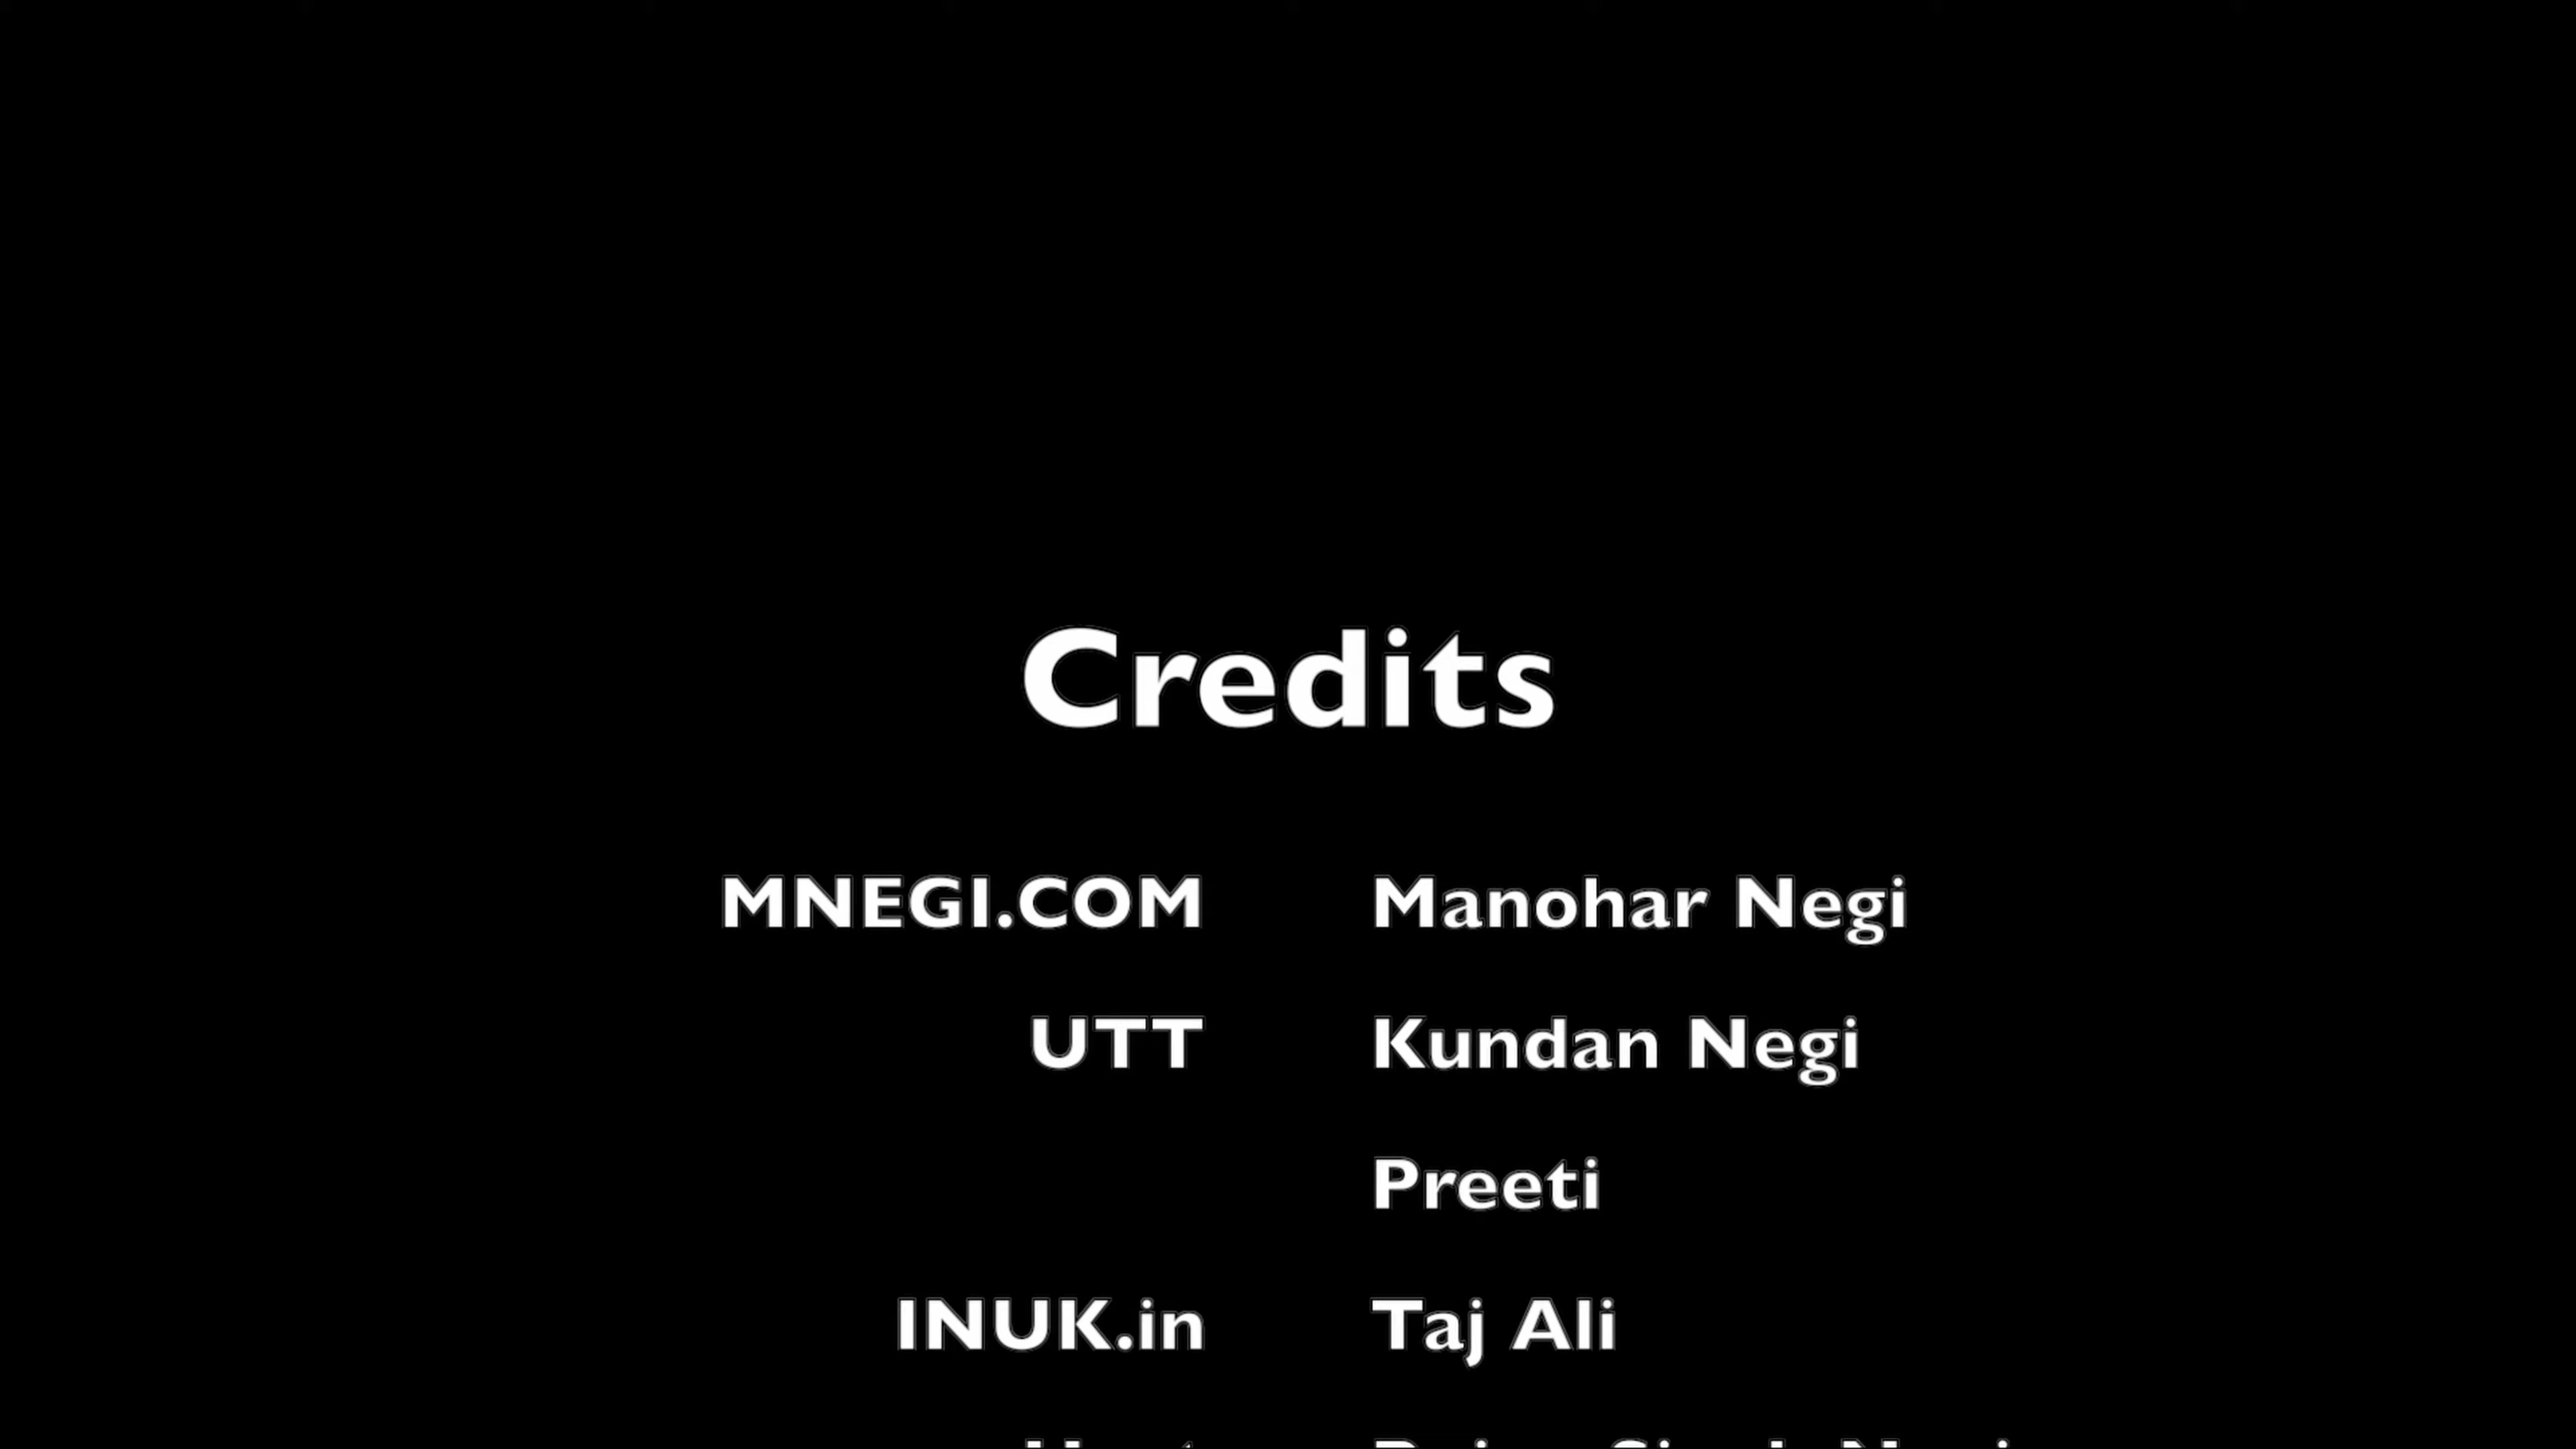 Credits
MNEGI.COM Manohar Negi
UTT Kundan Negi
Preeti
INUK.in Taj Ali